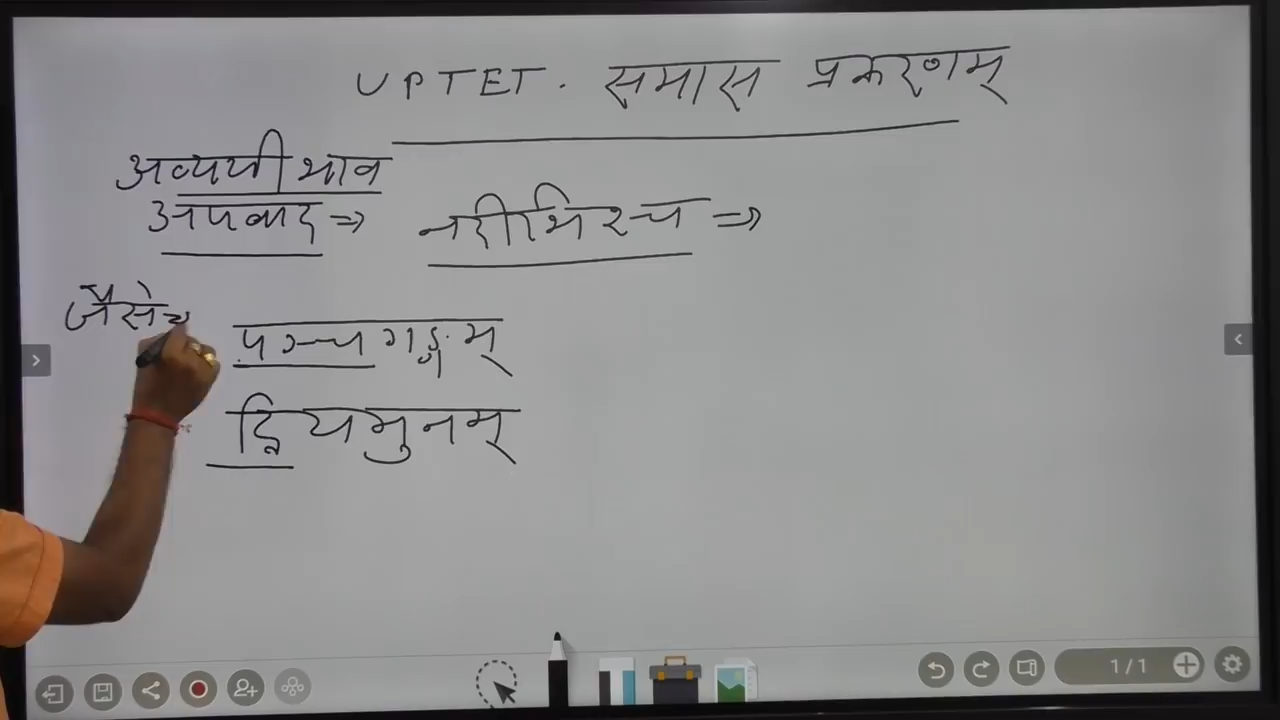 UPTET. समास प्रकरणम्
अव्ययीभाव
अपवाद ⇒ नदीभिश्च ⇒
जैसे
पञ्चगङ्गम्
द्वियमुनम्
1/1